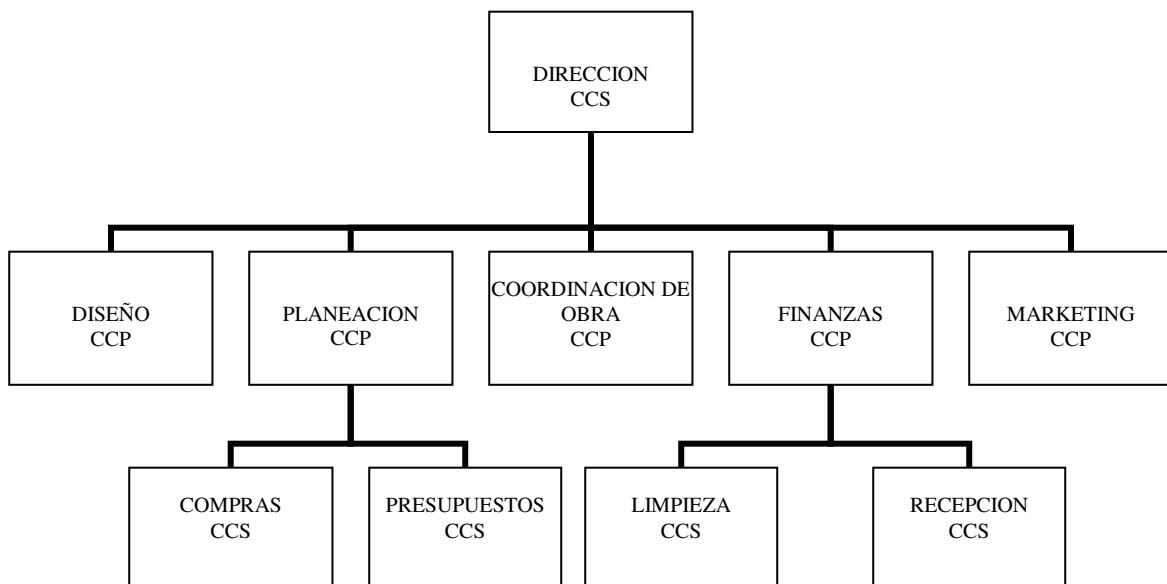 DIRECCION
CCS
DISEÑO
CCP
PLANEACION
CCP
COORDINACION DE
OBRA
CCP
FINANZAS
CCP
MARKETING
CCP
COMPRAS
CCS
PRESUPUESTOS
CCS
LIMPIEZA
CCS
RECEPCION
CCS